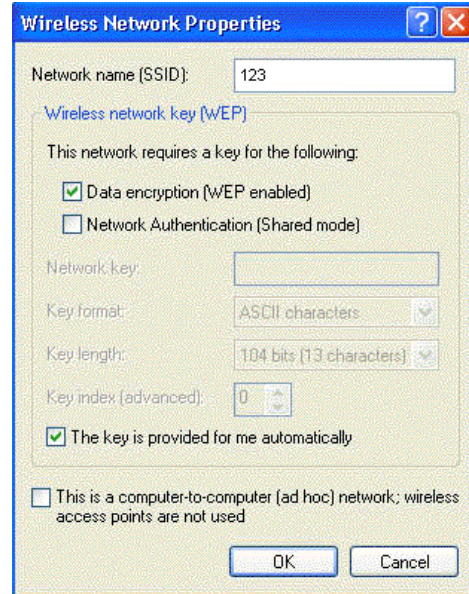 Wireless Network Properties
Network name (SSID): 123
Wireless network key (WEP)
This network requires a key for the following:
Data encryption (WEP enabled)
Network Authentication (Shared mode)
Network key:
Key format: ASCII characters
Key length: 104 bits (13 characters)
Key index (advanced): 0
The key is provided for me automatically
This is a computer-to-computer (ad hoc) network; wireless
access points are not used
OK Cancel